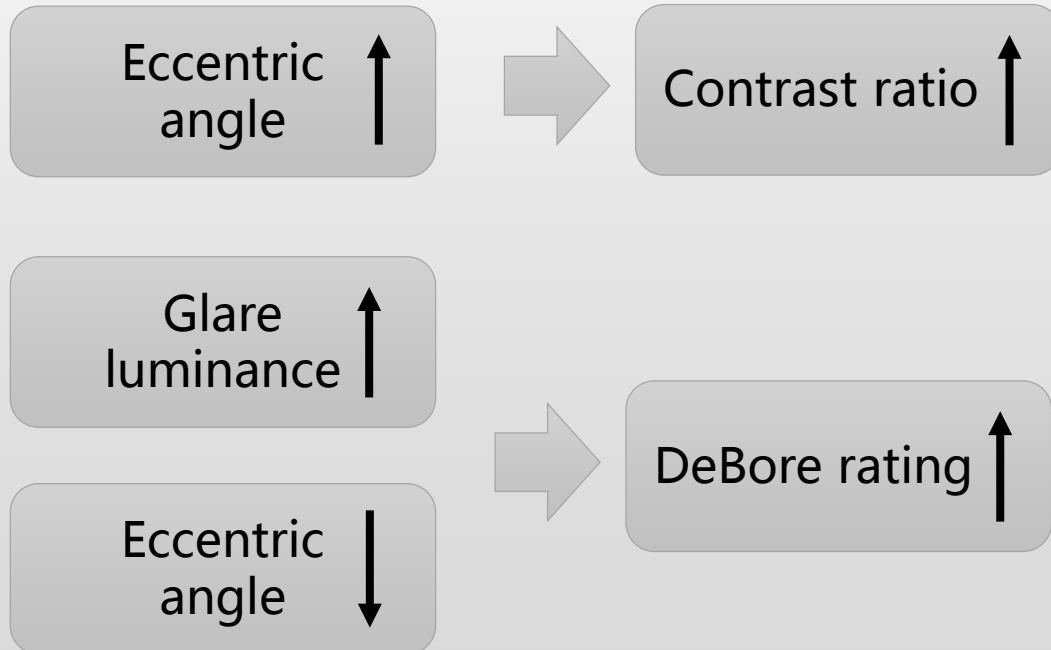 Eccentric
angle
Contrast ratio
Glare
luminance
DeBore rating
Eccentric
angle